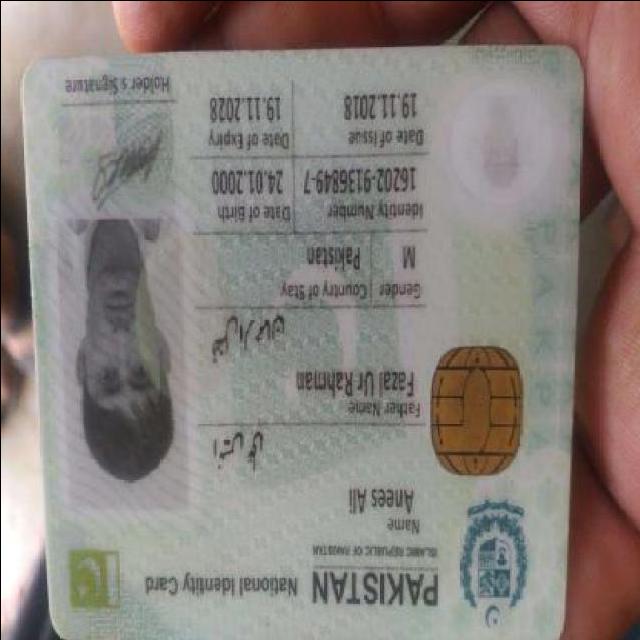 PAKISTAN National Identity Card
ISLAMIC REPUBLIC OF PAKISTAN
Name
Anees Ali
Father Name
Fazal Ur Rahman
Gender Country of Stay
M Pakistan
Identity Number Date of Birth
16202-9136849-7 24.01.2000
Date of Issue Date of Expiry
19.11.2018 19.11.2028
Holder's Signature